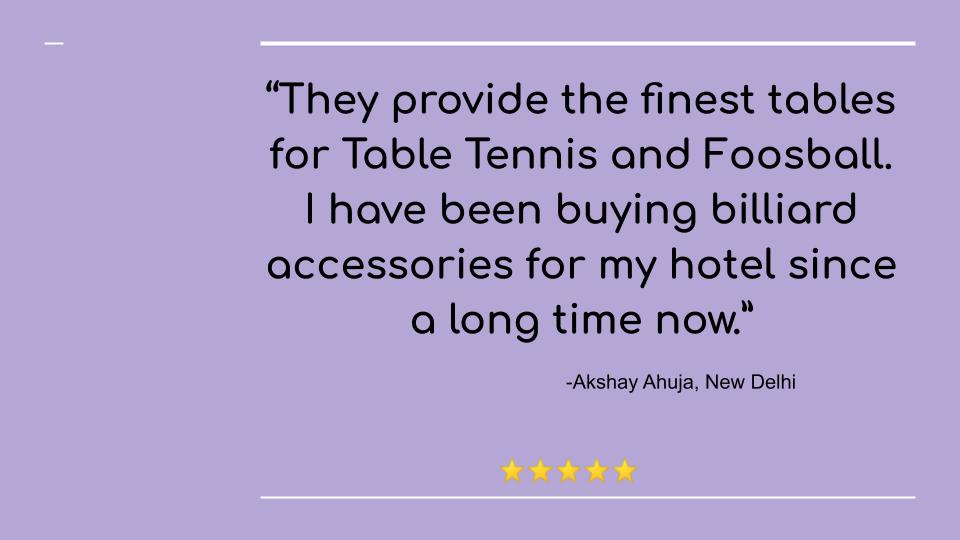 “They provide the finest tables
for Table Tennis and Foosball.
I have been buying billiard
accessories for my hotel since
a long time now.”
-Akshay Ahuja, New Delhi